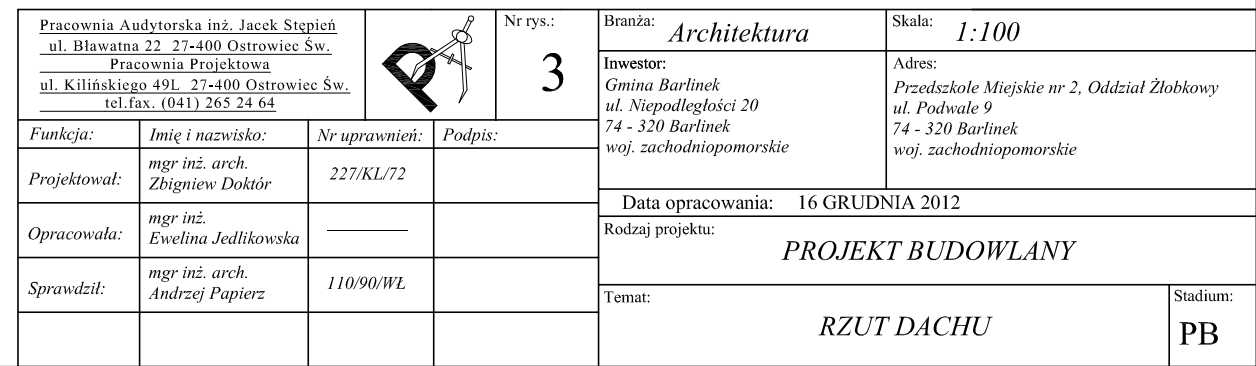 Pracownia Audytorska inż. Jacek Stępień
ul. Bławatna 22 27-400 Ostrowiec Św.
Pracownia Projektowa
ul. Kilińskiego 49L 27-400 Ostrowiec Św.
tel.fax. (041) 265 24 64
Nr rys.:
3
Branża:
Architektura
Skala:
1:100
Inwestor:
Gmina Barlinek
ul. Niepodległości 20
74 - 320 Barlinek
woj. zachodniopomorskie
Adres:
Przedszkole Miejskie nr 2, Oddział Żłobkowy
ul. Podwale 9
74 - 320 Barlinek
woj. zachodniopomorskie
Funkcja: Imię i nazwisko: Nr uprawnień: Podpis:
Projektował:
mgr inż. arch.
Zbigniew Doktór
227/KL/72
Opracowała:
mgr inż.
Ewelina Jedlikowska
Sprawdził:
mgr inż. arch.
Andrzej Papierz
110/90/WŁ
Data opracowania: 16 GRUDNIA 2012
Rodzaj projektu:
PROJEKT BUDOWLANY
Temat:
RZUT DACHU
Stadium:
PB